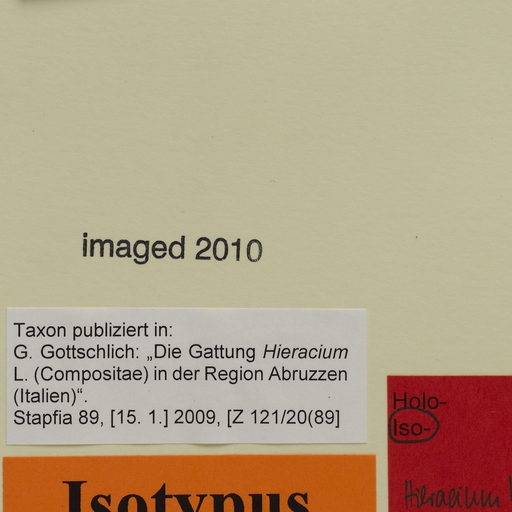 imaged 2010
Taxon publiziert in:
G. Gottschlich: „Die Gattung Hieracium
L. (Compositae) in der Region Abruzzen
(Italien)“.
Stapfia 89, [15. 1.] 2009, [Z 121/20(89]
Holo-
Iso-
Isotypus
Hieracium